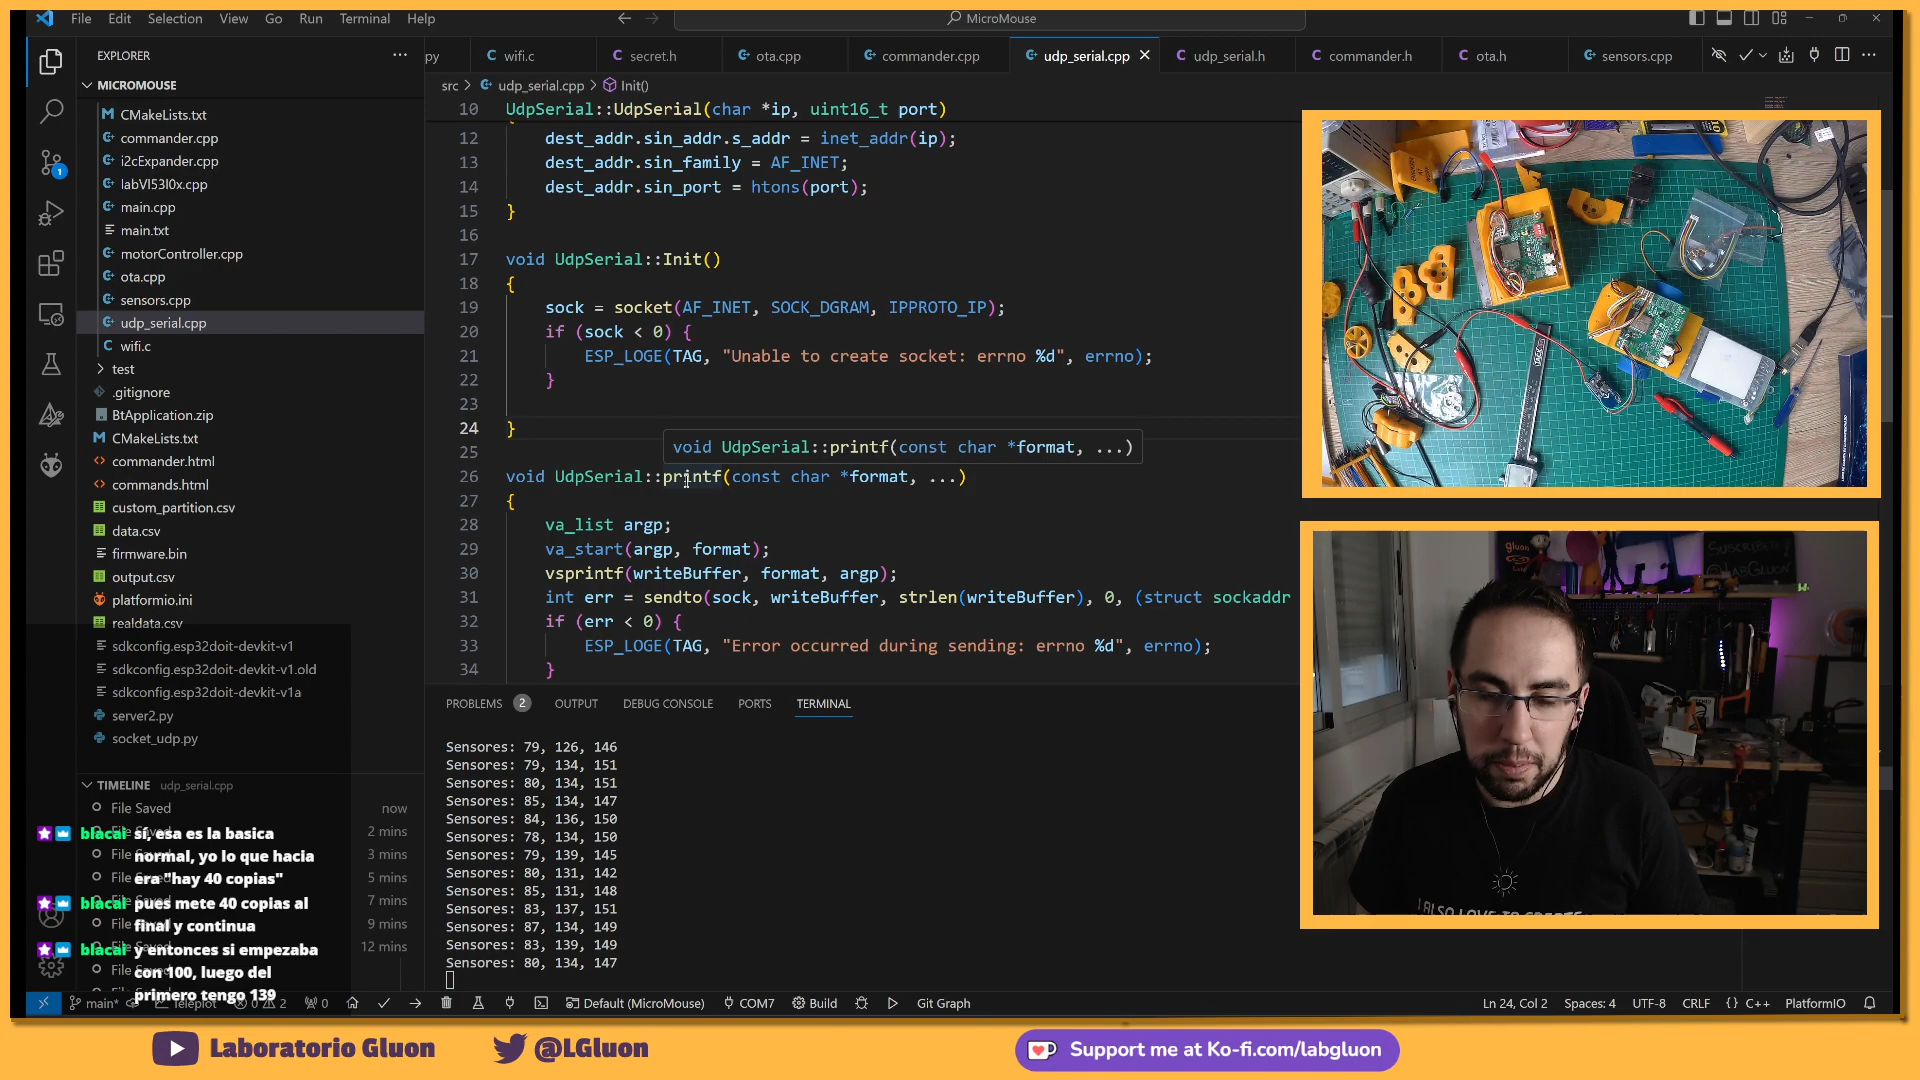 File Edit Selection View Go Run Terminal Help
MicroMouse
EXPLORER
py wifi.c secret.h ota.cpp commander.cpp udp_serial.cpp udp_serial.h commander.h ota.h sensors.cpp
src > udp_serial.cpp > Init()
MICROMOUSE
CMakeLists.txt
commander.cpp
i2cExpander.cpp
labVl53l0x.cpp
main.cpp
main.txt
motorController.cpp
ota.cpp
sensors.cpp
udp_serial.cpp
wifi.c
test
.gitignore
BtApplication.zip
CMakeLists.txt
commander.html
commands.html
custom_partition.csv
data.csv
firmware.bin
output.csv
platformio.ini
realdata.csv
sdkconfig.esp32doit-devkit-v1
sdkconfig.esp32doit-devkit-v1.old
sdkconfig.esp32doit-devkit-v1a
server2.py
socket_udp.py
TIMELINE udp_serial.cpp
File Saved now
2 mins
3 mins
5 mins
7 mins
9 mins
12 mins
blacai sí, esa es la basica
normal, yo lo que hacia
era "hay 40 copias"
blacai pues mete 40 copias al
final y continua
blacai y entonces si empezaba
con 100, luego del
primero tengo 139
10 UdpSerial::UdpSerial(char *ip, uint16_t port)
12 dest_addr.sin_addr.s_addr = inet_addr(ip);
13 dest_addr.sin_family = AF_INET;
14 dest_addr.sin_port = htons(port);
15 }
16
17 void UdpSerial::Init()
18 {
19 sock = socket(AF_INET, SOCK_DGRAM, IPPROTO_IP);
20 if (sock < 0) {
21 ESP_LOGE(TAG, "Unable to create socket: errno %d", errno);
22 }
23
24 }
25 void UdpSerial::printf(const char *format, ...)
26 void UdpSerial::printf(const char *format, ...)
27 {
28 va_list argp;
29 va_start(argp, format);
30 vsprintf(writeBuffer, format, argp);
31 int err = sendto(sock, writeBuffer, strlen(writeBuffer), 0, (struct sockaddr
32 if (err < 0) {
33 ESP_LOGE(TAG, "Error occurred during sending: errno %d", errno);
34 }
PROBLEMS 2 OUTPUT DEBUG CONSOLE PORTS TERMINAL
Sensores: 79, 126, 146
Sensores: 79, 134, 151
Sensores: 80, 134, 151
Sensores: 85, 134, 147
Sensores: 84, 136, 150
Sensores: 78, 134, 150
Sensores: 79, 139, 145
Sensores: 80, 131, 142
Sensores: 85, 131, 148
Sensores: 83, 137, 151
Sensores: 87, 134, 149
Sensores: 83, 139, 149
Sensores: 80, 134, 147
main* Teleplot 0 2 0 Default (MicroMouse) COM7 Build Git Graph
Ln 24, Col 2 Spaces: 4 UTF-8 CRLF {} C++ PlatformIO
Laboratorio Gluon @LGluon Support me at Ko-fi.com/labgluon